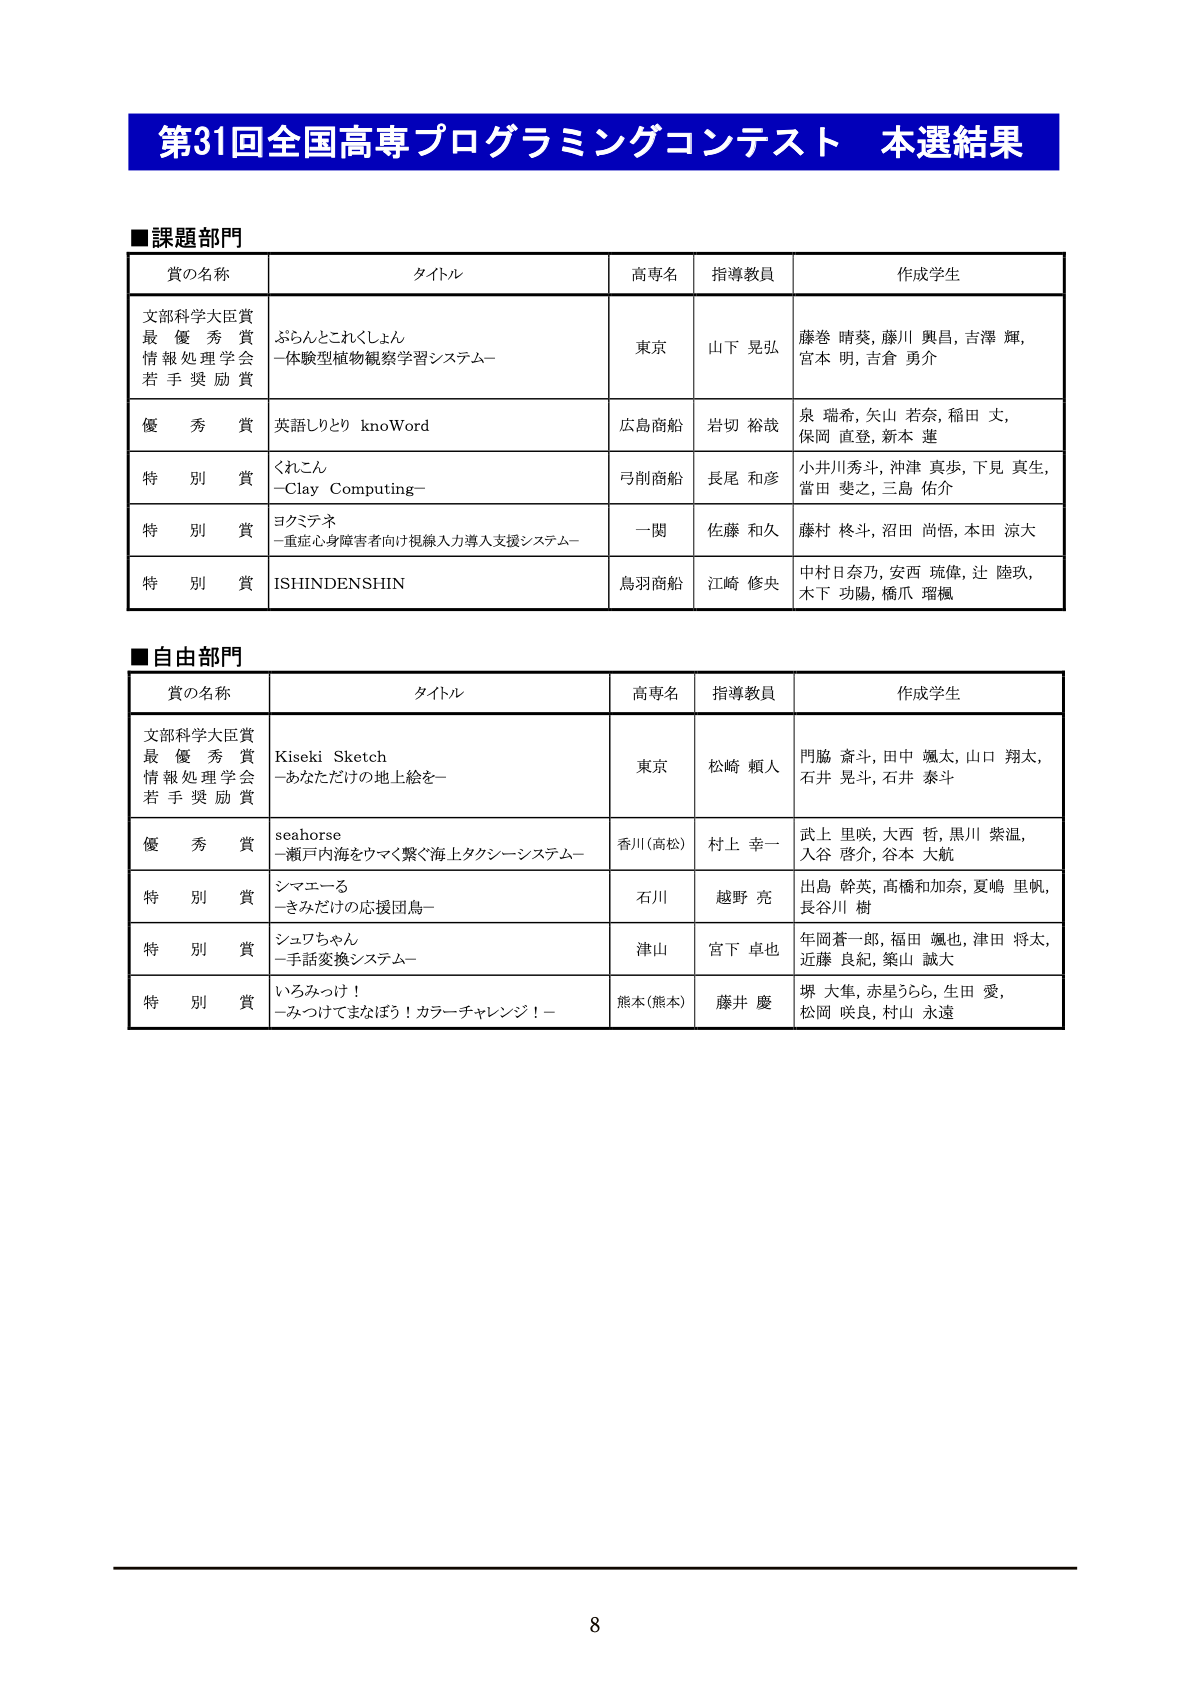 第31回全国高専プログラミングコンテスト　本選結果
■課題部門
賞の名称 タイトル 高専名 指導教員 作成学生
文部科学大臣賞
最優秀賞
情報処理学会
若手奨励賞
ぷらんとこれくしょん
−体験型植物観察学習システム−
東京 山下 晃弘
藤巻 晴葵, 藤川 興昌, 吉澤 輝,
宮本 明, 吉倉 勇介
優秀賞 英語しりとり knoWord 広島商船 岩切 裕哉
泉 瑞希, 矢山 若奈, 稲田 丈,
保岡 直登, 新本 蓮
特別賞
くれこん
−Clay Computing−
弓削商船 長尾 和彦
小井川秀斗, 沖津 真歩, 下見 真生,
當田 斐之, 三島 佑介
特別賞
ヨクミテネ
−重症心身障害者向け視線入力導入支援システム−
一関 佐藤 和久 藤村 柊斗, 沼田 尚悟, 本田 涼大
特別賞 ISHINDENSHIN 鳥羽商船 江崎 修央
中村日奈乃, 安西 琉偉, 辻 陸玖,
木下 功陽, 橋爪 瑠楓
■自由部門
賞の名称 タイトル 高専名 指導教員 作成学生
文部科学大臣賞
最優秀賞
情報処理学会
若手奨励賞
Kiseki Sketch
−あなただけの地上絵を−
東京 松崎 頼人
門脇 斎斗, 田中 颯太, 山口 翔太,
石井 晃斗, 石井 泰斗
優秀賞
seahorse
−瀬戸内海をウマく繋ぐ海上タクシーシステム−
香川(高松) 村上 幸一
武上 里咲, 大西 哲, 黒川 紫温,
入谷 啓介, 谷本 大航
特別賞
シマエーる
−きみだけの応援団鳥−
石川 越野 亮
出島 幹英, 髙橋和加奈, 夏嶋 里帆,
長谷川 樹
特別賞
シュワちゃん
−手話変換システム−
津山 宮下 卓也
年岡蒼一郎, 福田 颯也, 津田 将太,
近藤 良紀, 築山 誠大
特別賞
いろみっけ！
−みつけてまなぼう！カラーチャレンジ！−
熊本(熊本) 藤井 慶
堺 大隼, 赤星うらら, 生田 愛,
松岡 咲良, 村山 永遠
8